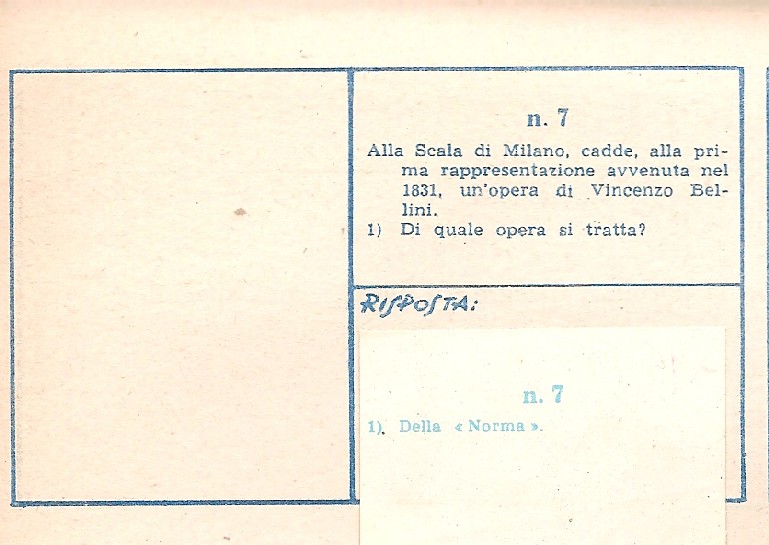 n. 7
Alla Scala di Milano, cadde, alla pri-
ma rappresentazione avvenuta nel
1831, un'opera di Vincenzo Bel-
lini.
1) Di quale opera si tratta?
RISPOSTA:
n. 7
1). Della « Norma ».